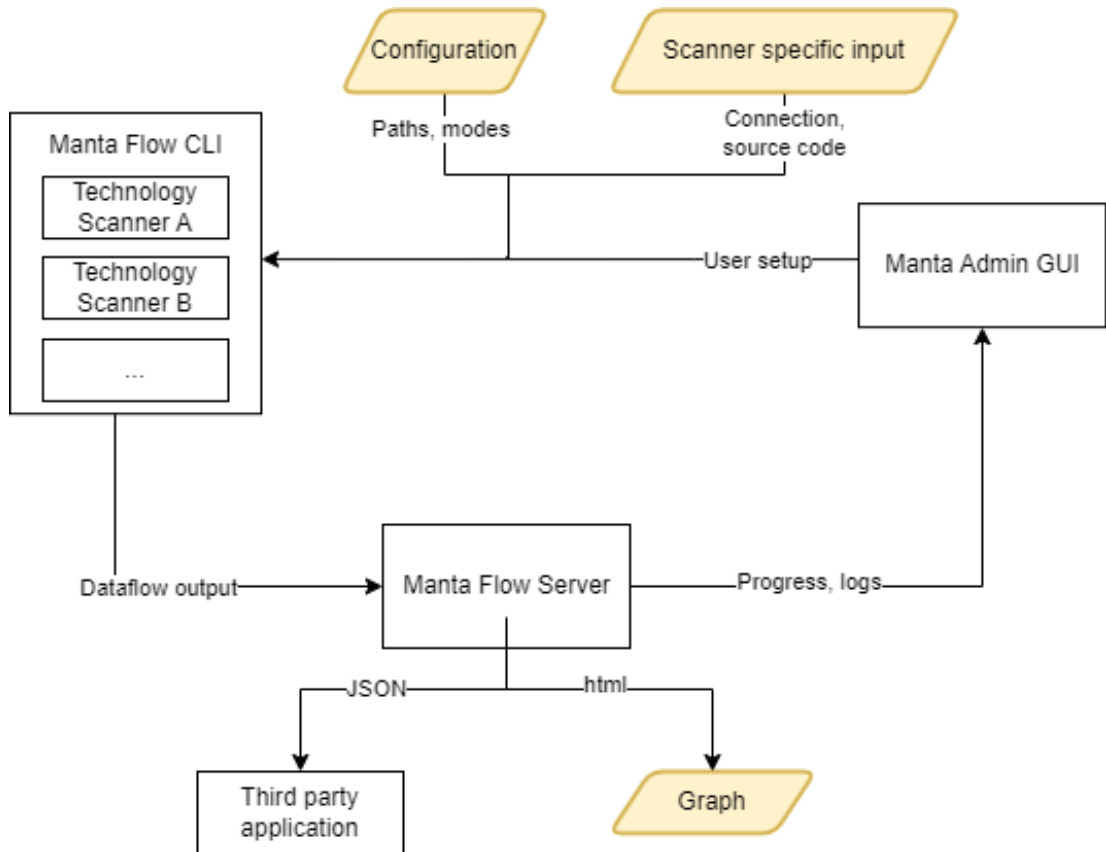 Configuration
Scanner specific input
Paths, modes
Connection,
source code
Manta Flow CLI
Technology
Scanner A
Technology
Scanner B
...
User setup
Manta Admin GUI
Dataflow output
Manta Flow Server
Progress, logs
JSON
html
Third party
application
Graph